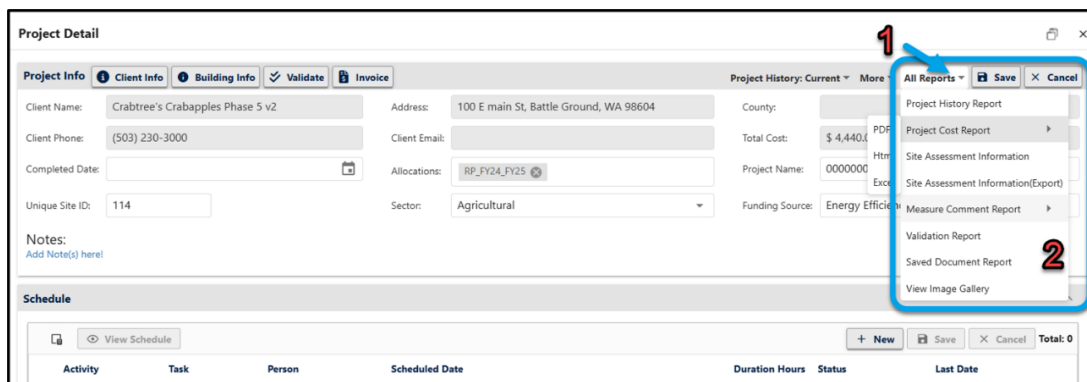 Project Detail
1
Project Info Client Info Building Info Validate Invoice Project History: Current More All Reports Save Cancel
Client Name: Crabtree's Crabapples Phase 5 v2 Address: 100 E main St, Battle Ground, WA 98604 County: Project History Report
Client Phone: (503) 230-3000 Client Email: Total Cost: $ 4,440.0 PDF Project Cost Report
Completed Date: Allocations: RP_FY24_FY25 Project Name: 0000000 Htm Site Assessment Information
Exce Site Assessment Information(Export)
Unique Site ID: 114 Sector: Agricultural Funding Source: Energy Efficien Measure Comment Report
Notes: Validation Report
Add Note(s) here! Saved Document Report 2
View Image Gallery
Schedule
View Schedule + New Save Cancel Total: 0
Activity Task Person Scheduled Date Duration Hours Status Last Date